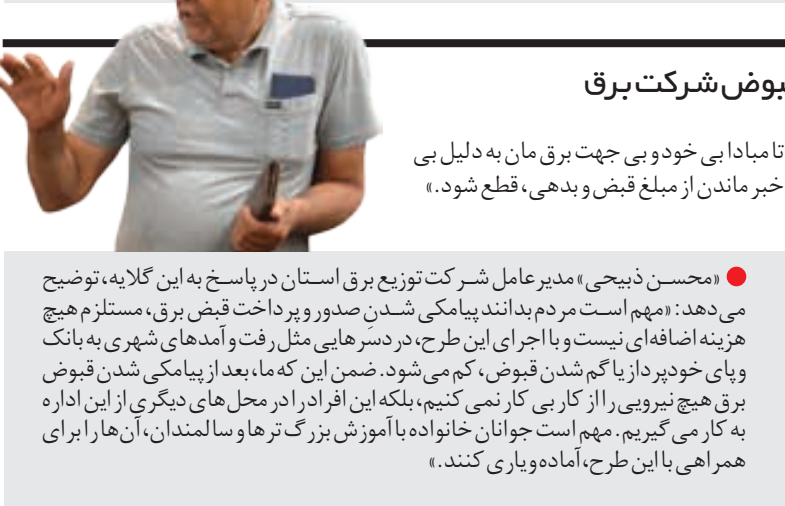 قبوض شرکت برق
تا مبادا بی خود و بی جهت برق مان به دلیل بی
خبر ماندن از مبلغ قبض و بدهی، قطع شود.»
«محسن ذبیحی» مدیرعامل شرکت توزیع برق استان در پاسخ به این گلایه، توضیح
می‌دهد: «مهم است مردم بدانند پیامکی شدنِ صدور و پرداخت قبض برق، مستلزم هیچ
هزینه اضافه‌ای نیست و با اجرای این طرح، دردسرهایی مثل رفت و آمدهای شهری به بانک
و پای خودپرداز یا گم شدن قبوض، کم می‌شود. ضمن این که ما، بعد از پیامکی شدن قبوض
برق هیچ نیرویی را از کار بی کار نمی کنیم، بلکه این افراد را در محل‌های دیگری از این اداره
به کار می گیریم. مهم است جوانان خانواده با آموزش بزرگ‌ترها و سالمندان، آن‌ها را برای
همراهی با این طرح، آماده و یاری کنند.»